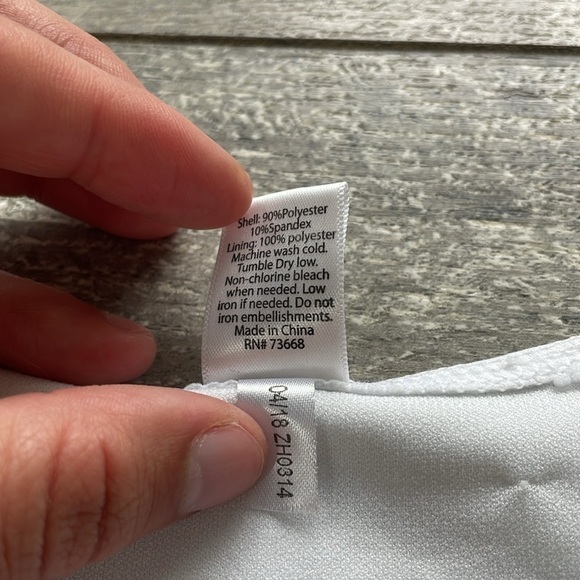 Shell: 90%Polyester
10%Spandex
Lining: 100% polyester
Machine wash cold.
Tumble Dry low.
Non-chlorine bleach
when needed. Low
iron if needed. Do not
iron embellishments.
Made in China
RN# 73668
04/18 ZH0314